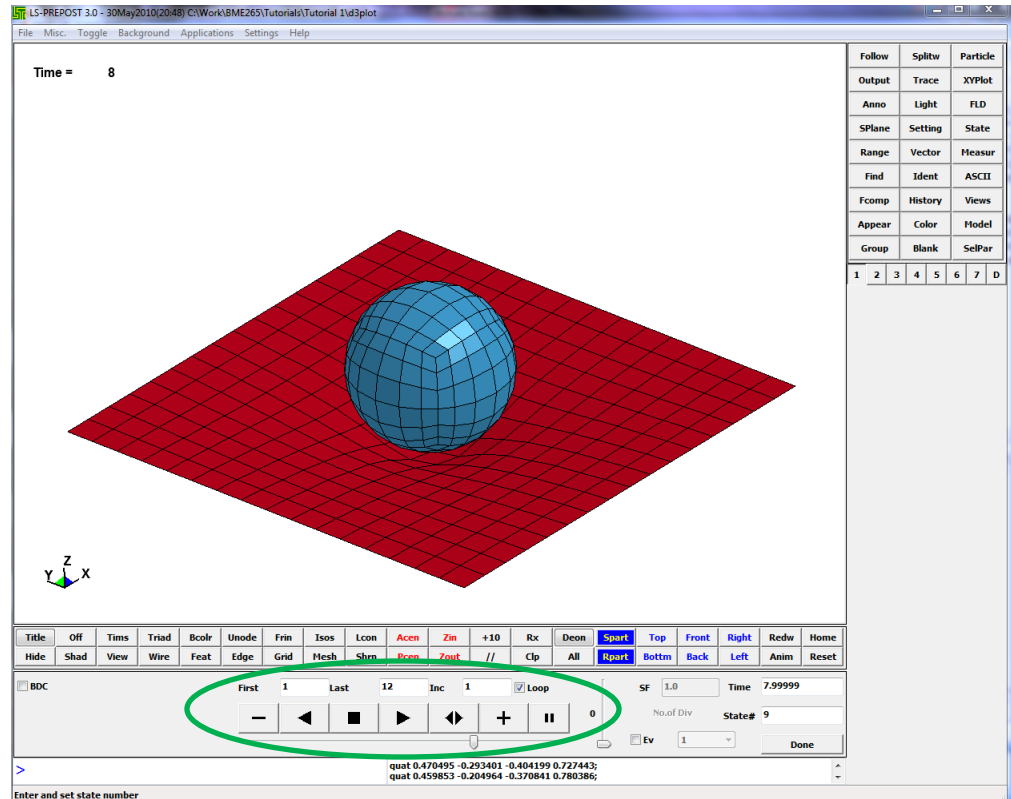 LS-PREPOST 3.0 - 30May2010(20:48) C:\Work\BME265\Tutorials\Tutorial 1\d3plot
File Misc. Toggle Background Applications Settings Help
Time = 8
Follow Splitw Particle
Output Trace XYPlot
Anno Light FLD
SPlane Setting State
Range Vector Measur
Find Ident ASCII
Fcomp History Views
Appear Color Model
Group Blank SelPar
1 2 3 4 5 6 7 D
Z
Y X
Title Off Tims Triad Bcolr Unode Frin Isos Lcon Acen Zin +10 Rx Deon Spart Top Front Right Redw Home
Hide Shad View Wire Feat Edge Grid Mesh Shrn Pcen Zout // Clp All Rpart Bottm Back Left Anim Reset
BDC First 1 Last 12 Inc 1 Loop SF 1.0 Time 7.99999
0 No.of Div State# 9
Ev 1 Done
> quat 0.470495 -0.293401 -0.404199 0.727443;
quat 0.459853 -0.204964 -0.370841 0.780386;
Enter and set state number